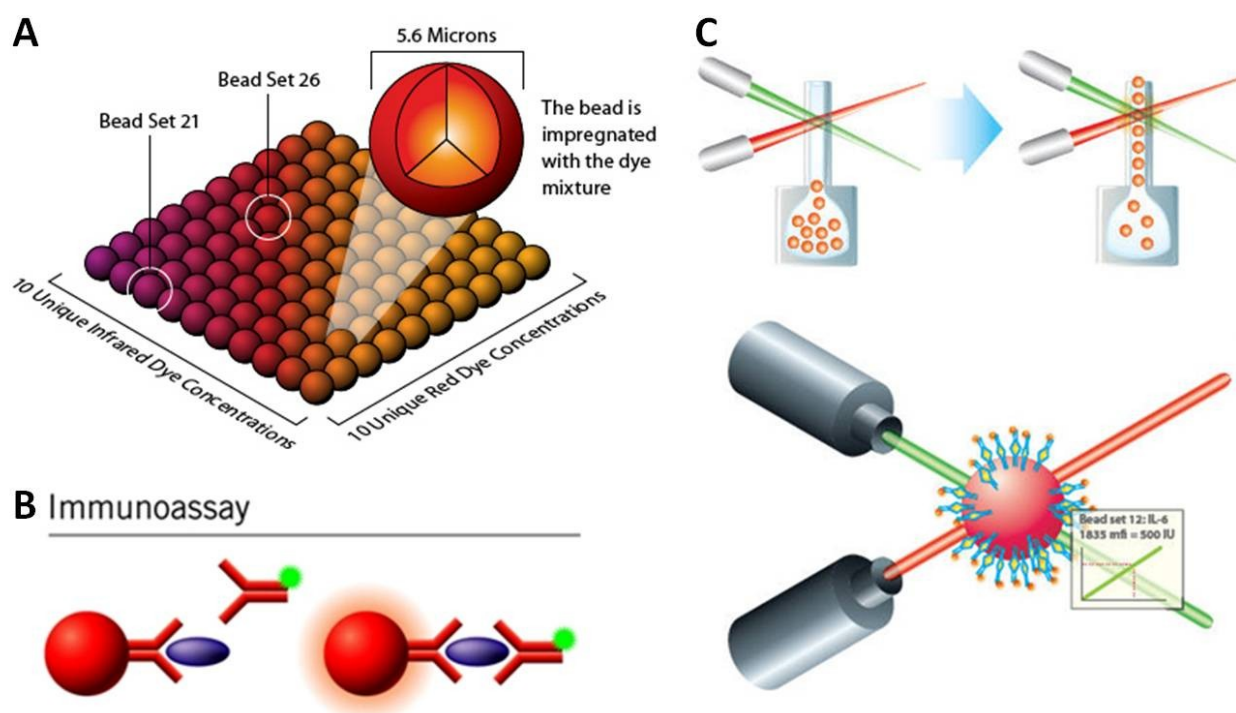 A
5.6 Microns
Bead Set 26
Bead Set 21
The bead is
impregnated
with the dye
mixture
10 Unique Infrared Dye Concentrations
10 Unique Red Dye Concentrations
B
Immunoassay
C
Bead set 12: IL-6
1835 mfi = 500 IU